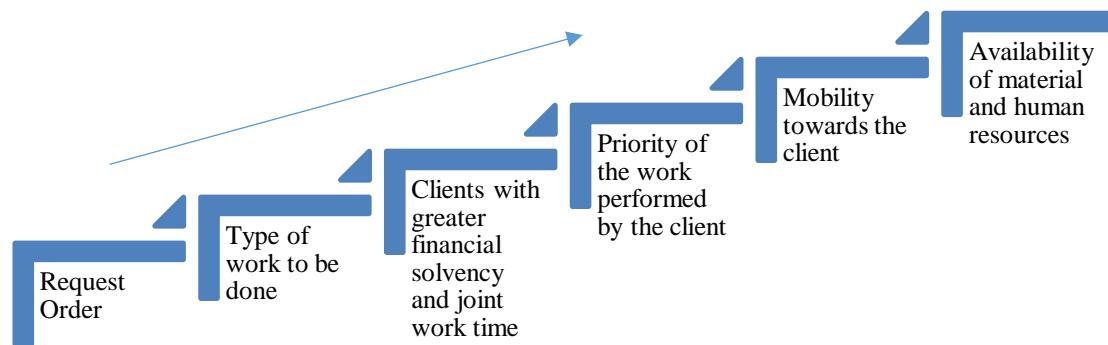 Request
Order
Type of
work to be
done
Clients with
greater
financial
solvency
and joint
work time
Priority of
the work
performed
by the client
Mobility
towards the
client
Availability
of material
and human
resources